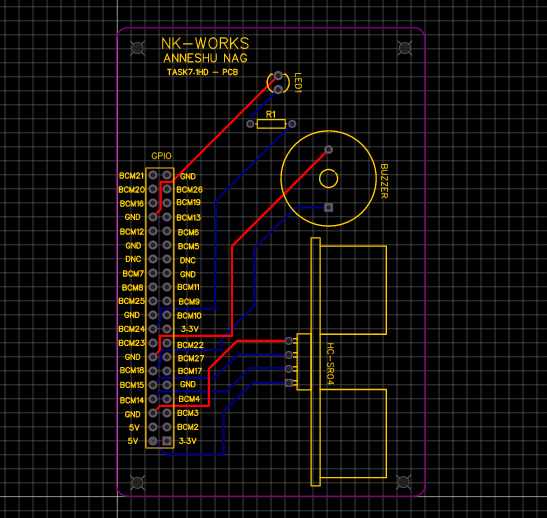 NK-WORKS
ANNESHU NAG
TASK7.1HD - PCB
LED1
R1
BUZZER
GPIO
BCM21 GND
BCM20 BCM26
BCM16 BCM19
GND BCM13
BCM12 BCM6
GND BCM5
DNC DNC
BCM7 GND
BCM8 BCM11
BCM25 BCM9
GND BCM10
BCM24 3-3V
BCM23 BCM22
GND BCM27
BCM18 BCM17
BCM15 GND
BCM14 BCM4
GND BCM3
5V BCM2
5V 3-3V
HC-SR04